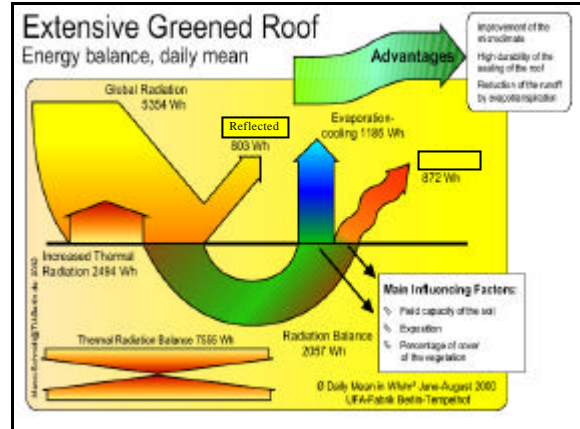 Extensive Greened Roof
Energy balance, daily mean
Advantages
Improvement of the
microclimate
High durability of the
sealing of the roof
Reduction of the runoff
by evapotranspiration
Global Radiation
5354 Wh
Reflected
803 Wh
Evaporation-
cooling 1185 Wh
872 Wh
Increased Thermal
Radiation 2494 Wh
Main Influencing Factors:
Field capacity of the soil
Exposition
Percentage of cover
of the vegetation
Thermal Radiation Balance 7555 Wh
Radiation Balance
2057 Wh
Ø Daily Mean in Wh/m² June-August 2000
UFA-Fabrik Berlin-Tempelhof